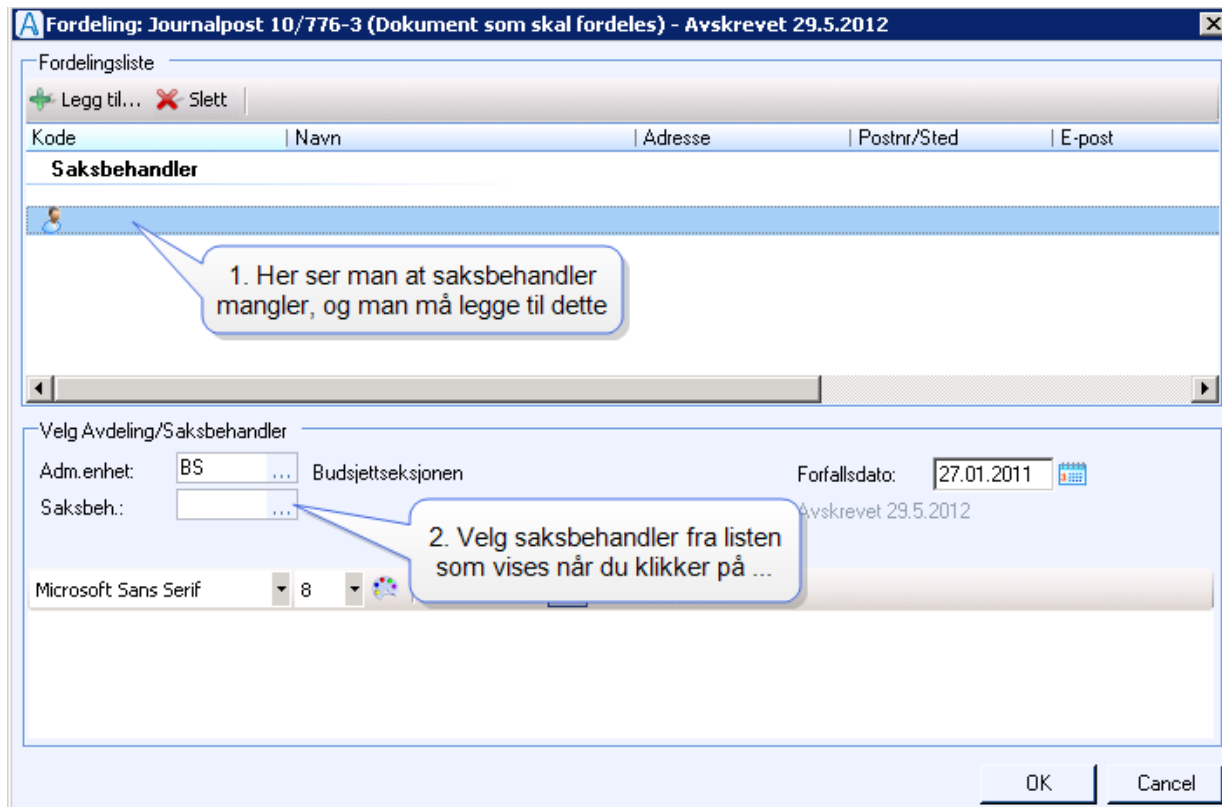 Fordeling: Journalpost 10/776-3 (Dokument som skal fordeles) - Avskrevet 29.5.2012
Fordelingsliste
Legg til... Slett
Kode Navn Adresse Postnr/Sted E-post
Saksbehandler
1. Her ser man at saksbehandler
mangler, og man må legge til dette
Velg Avdeling/Saksbehandler
Adm.enhet: BS ... Budsjettseksjonen Forfallsdato: 27.01.2011
Saksbeh.: ... Avskrevet 29.5.2012
2. Velg saksbehandler fra listen
som vises når du klikker på ...
Microsoft Sans Serif 8
OK Cancel